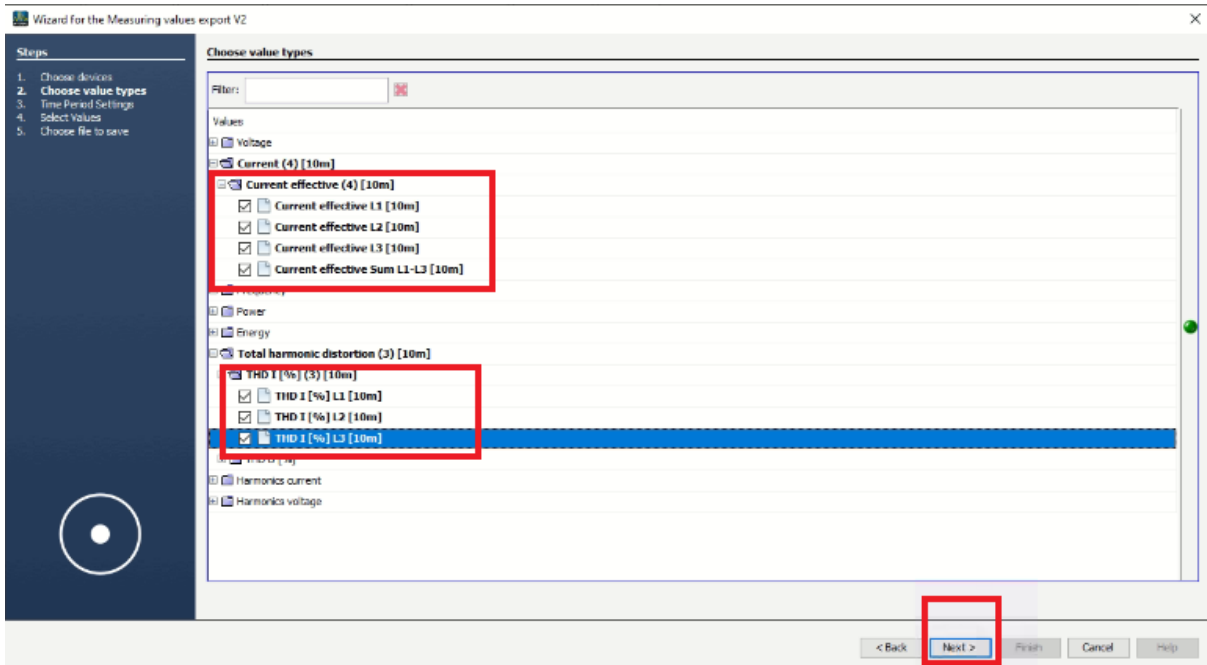 Wizard for the Measuring values export V2
Steps
1. Choose devices
2. Choose value types
3. Time Period Settings
4. Select Values
5. Choose file to save
Choose value types
Filter:
Values
Voltage
Current (4) [10m]
Current effective (4) [10m]
Current effective L1 [10m]
Current effective L2 [10m]
Current effective L3 [10m]
Current effective Sum L1-L3 [10m]
Frequency
Power
Energy
Total harmonic distortion (3) [10m]
THD I [%] (3) [10m]
THD I [%] L1 [10m]
THD I [%] L2 [10m]
THD I [%] L3 [10m]
Harmonics current
Harmonics voltage
< Back Next > Finish Cancel Help